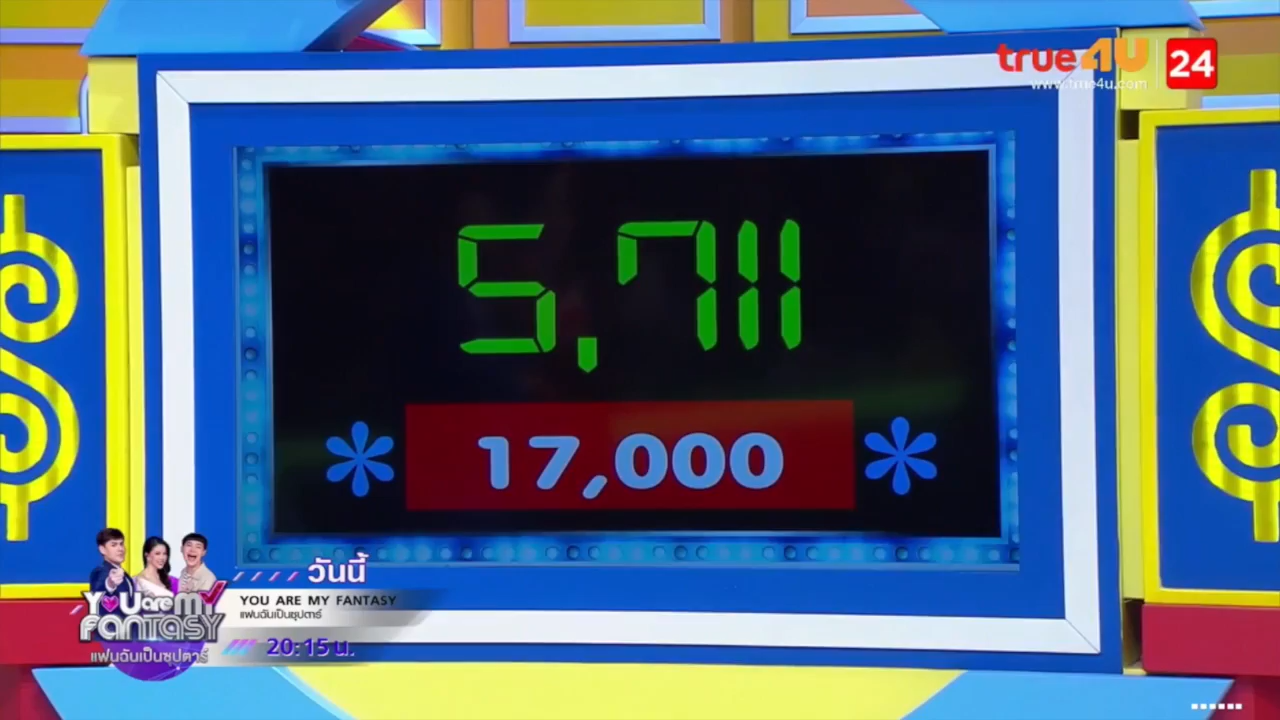 true4U 24
www.true4u.com
5,711
17,000
วันนี้
YOU ARE MY FANTASY
แฟนฉันเป็นซุปตาร์
20:15 น.
YOU are MY
FANTASY
แฟนฉันเป็นซุปตาร์